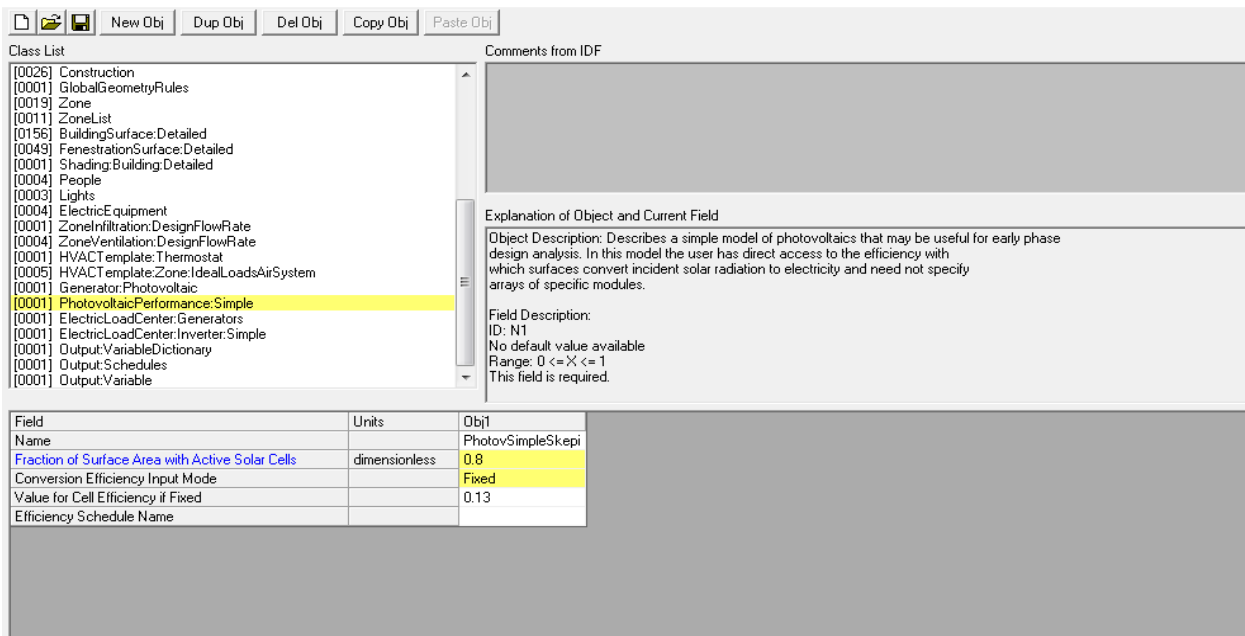 New Obj Dup Obj Del Obj Copy Obj Paste Obj
Class List
[0026] Construction
[0001] GlobalGeometryRules
[0019] Zone
[0011] ZoneList
[0156] BuildingSurface:Detailed
[0049] FenestrationSurface:Detailed
[0001] Shading:Building:Detailed
[0004] People
[0003] Lights
[0004] ElectricEquipment
[0001] ZoneInfiltration:DesignFlowRate
[0004] ZoneVentilation:DesignFlowRate
[0001] HVACTemplate:Thermostat
[0005] HVACTemplate:Zone:IdealLoadsAirSystem
[0001] Generator:Photovoltaic
[0001] PhotovoltaicPerformance:Simple
[0001] ElectricLoadCenter:Generators
[0001] ElectricLoadCenter:Inverter:Simple
[0001] Output:VariableDictionary
[0001] Output:Schedules
[0001] Output:Variable
Comments from IDF
Explanation of Object and Current Field
Object Description: Describes a simple model of photovoltaics that may be useful for early phase
design analysis. In this model the user has direct access to the efficiency with
which surfaces convert incident solar radiation to electricity and need not specify
arrays of specific modules.
Field Description:
ID: N1
No default value available
Range: 0 <= X <= 1
This field is required.
Field Units Obj1
Name PhotovSimpleSkepi
Fraction of Surface Area with Active Solar Cells dimensionless 0.8
Conversion Efficiency Input Mode Fixed
Value for Cell Efficiency if Fixed 0.13
Efficiency Schedule Name